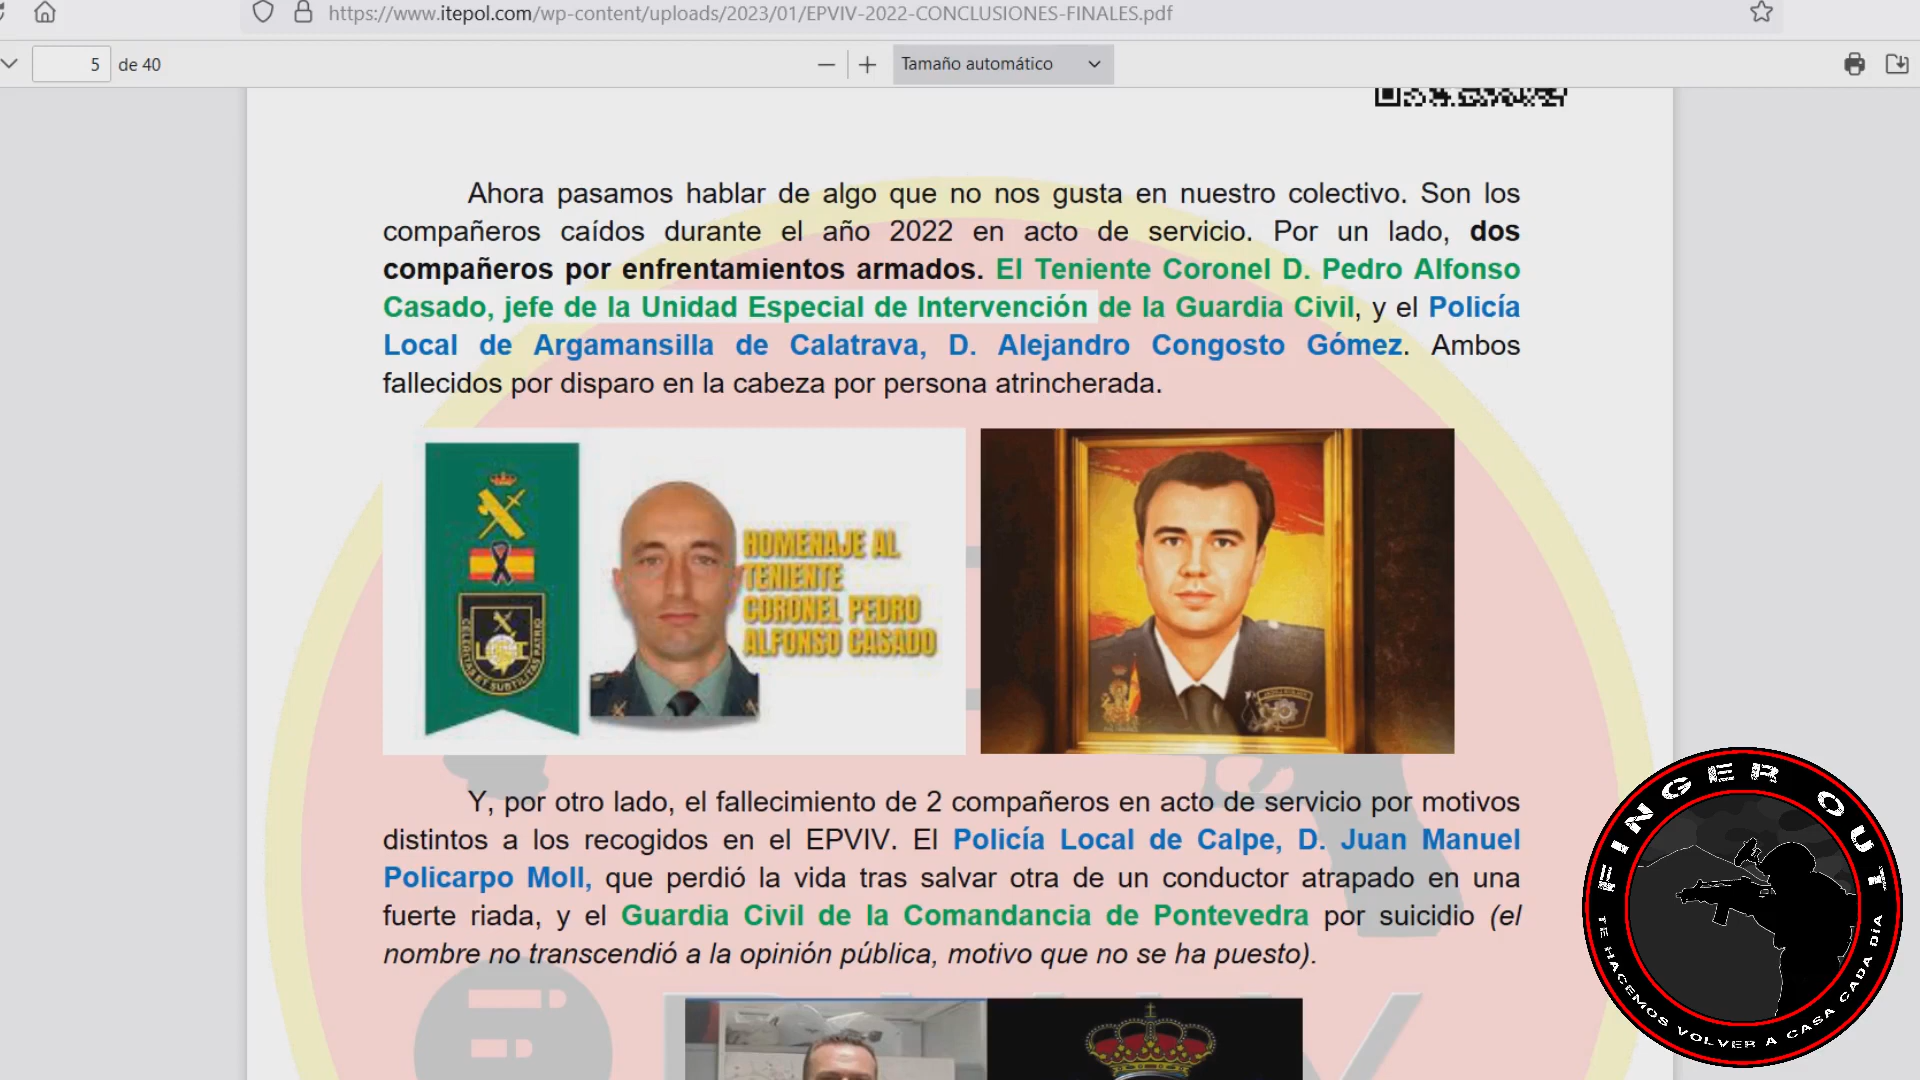 https://www.itepol.com/wp-content/uploads/2023/01/EPVIV-2022-CONCLUSIONES-FINALES.pdf
5 de 40
Tamaño automático
Ahora pasamos hablar de algo que no nos gusta en nuestro colectivo. Son los
compañeros caídos durante el año 2022 en acto de servicio. Por un lado, dos
compañeros por enfrentamientos armados. El Teniente Coronel D. Pedro Alfonso
Casado, jefe de la Unidad Especial de Intervención de la Guardia Civil, y el Policía
Local de Argamansilla de Calatrava, D. Alejandro Congosto Gómez. Ambos
fallecidos por disparo en la cabeza por persona atrincherada.
HOMENAJE AL
TENIENTE
CORONEL PEDRO
ALFONSO CASADO
CELERITAS ET SUBTILITAS PATRIO
Y, por otro lado, el fallecimiento de 2 compañeros en acto de servicio por motivos
distintos a los recogidos en el EPVIV. El Policía Local de Calpe, D. Juan Manuel
Policarpo Moll, que perdió la vida tras salvar otra de un conductor atrapado en una
fuerte riada, y el Guardia Civil de la Comandancia de Pontevedra por suicidio (el
nombre no transcendió a la opinión pública, motivo que no se ha puesto).
FINGER OUT
TE HACEMOS VOLVER A CASA CADA DÍA